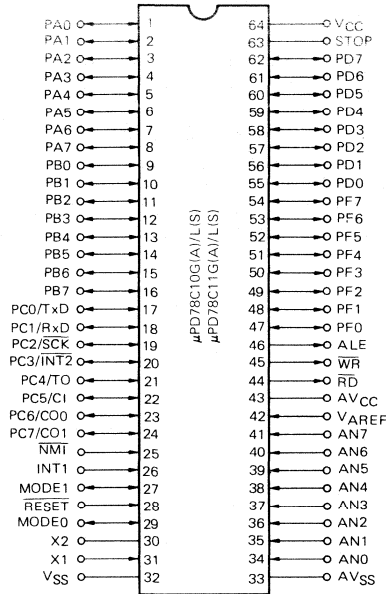 PA0 1 64 VCC
PA1 2 63 STOP
PA2 3 62 PD7
PA3 4 61 PD6
PA4 5 60 PD5
PA5 6 59 PD4
PA6 7 58 PD3
PA7 8 57 PD2
PB0 9 56 PD1
PB1 10 55 PD0
PB2 11 54 PF7
PB3 12 53 PF6
PB4 13 52 PF5
PB5 14 51 PF4
PB6 15 50 PF3
PB7 16 49 PF2
PC0/TxD 17 48 PF1
PC1/RxD 18 47 PF0
PC2/SCK 19 46 ALE
PC3/INT2 20 45 WR
PC4/TO 21 44 RD
PC5/CI 22 43 AVCC
PC6/CO0 23 42 VAREF
PC7/CO1 24 41 AN7
NMI 25 40 AN6
INT1 26 39 AN5
MODE1 27 38 AN4
RESET 28 37 AN3
MODE0 29 36 AN2
X2 30 35 AN1
X1 31 34 AN0
VSS 32 33 AVSS
μPD78C10G(A)/L(S)
μPD78C11G(A)/L(S)